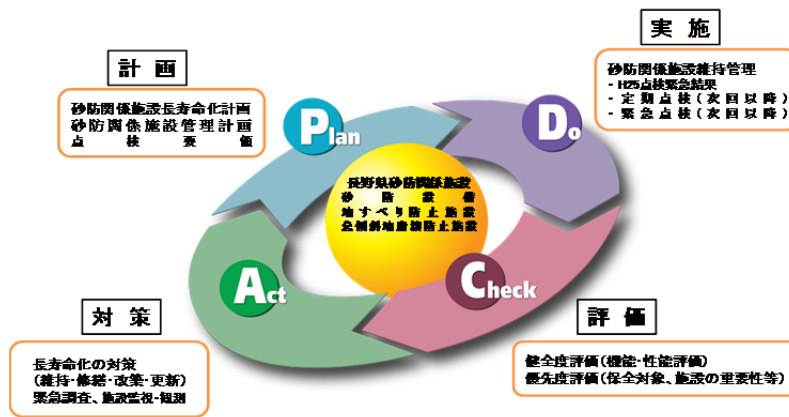 計 画
砂防関係施設長寿命化計画
砂防関係施設管理計画
点検要領
実 施
砂防関係施設維持管理
・H25点検緊急結果
・定期点検（次回以降）
・緊急点検（次回以降）
Plan
Do
長野県砂防関係施設
砂防設備
地すべり防止施設
急傾斜地崩壊防止施設
Act
Check
対 策
長寿命化の対策
（維持・修繕・改築・更新）
緊急調査、施設監視・観測
評 価
健全度評価（機能・性能評価）
優先度評価（保全対象、施設の重要性等）